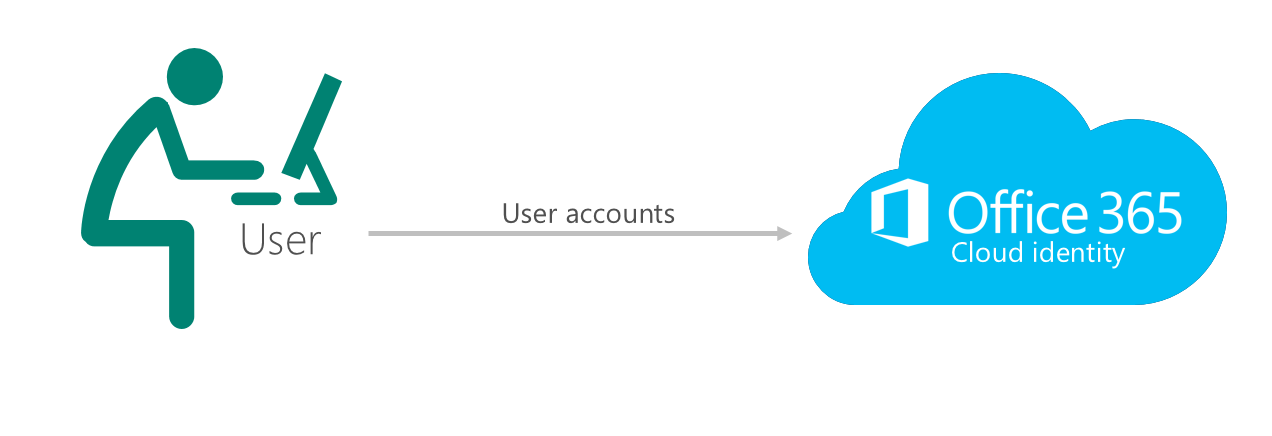 User accounts
User
Office 365
Cloud identity